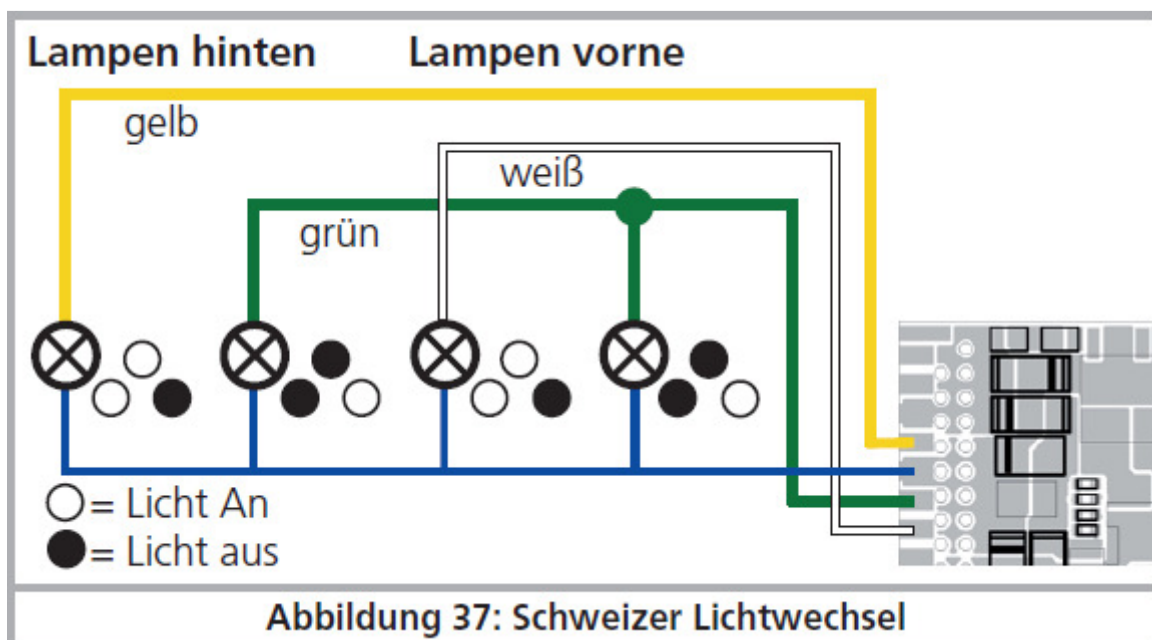 Lampen hinten Lampen vorne
gelb
weiß
grün
= Licht An
= Licht aus
Abbildung 37: Schweizer Lichtwechsel